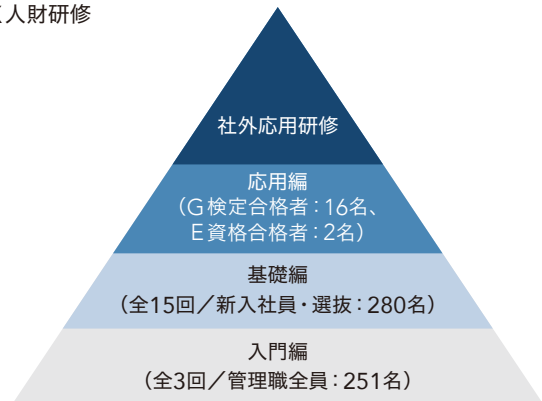 人財研修
社外応用研修
応用編
（G検定合格者：16名、
E資格合格者：2名）
基礎編
（全15回／新入社員・選抜：280名）
入門編
（全3回／管理職全員：251名）